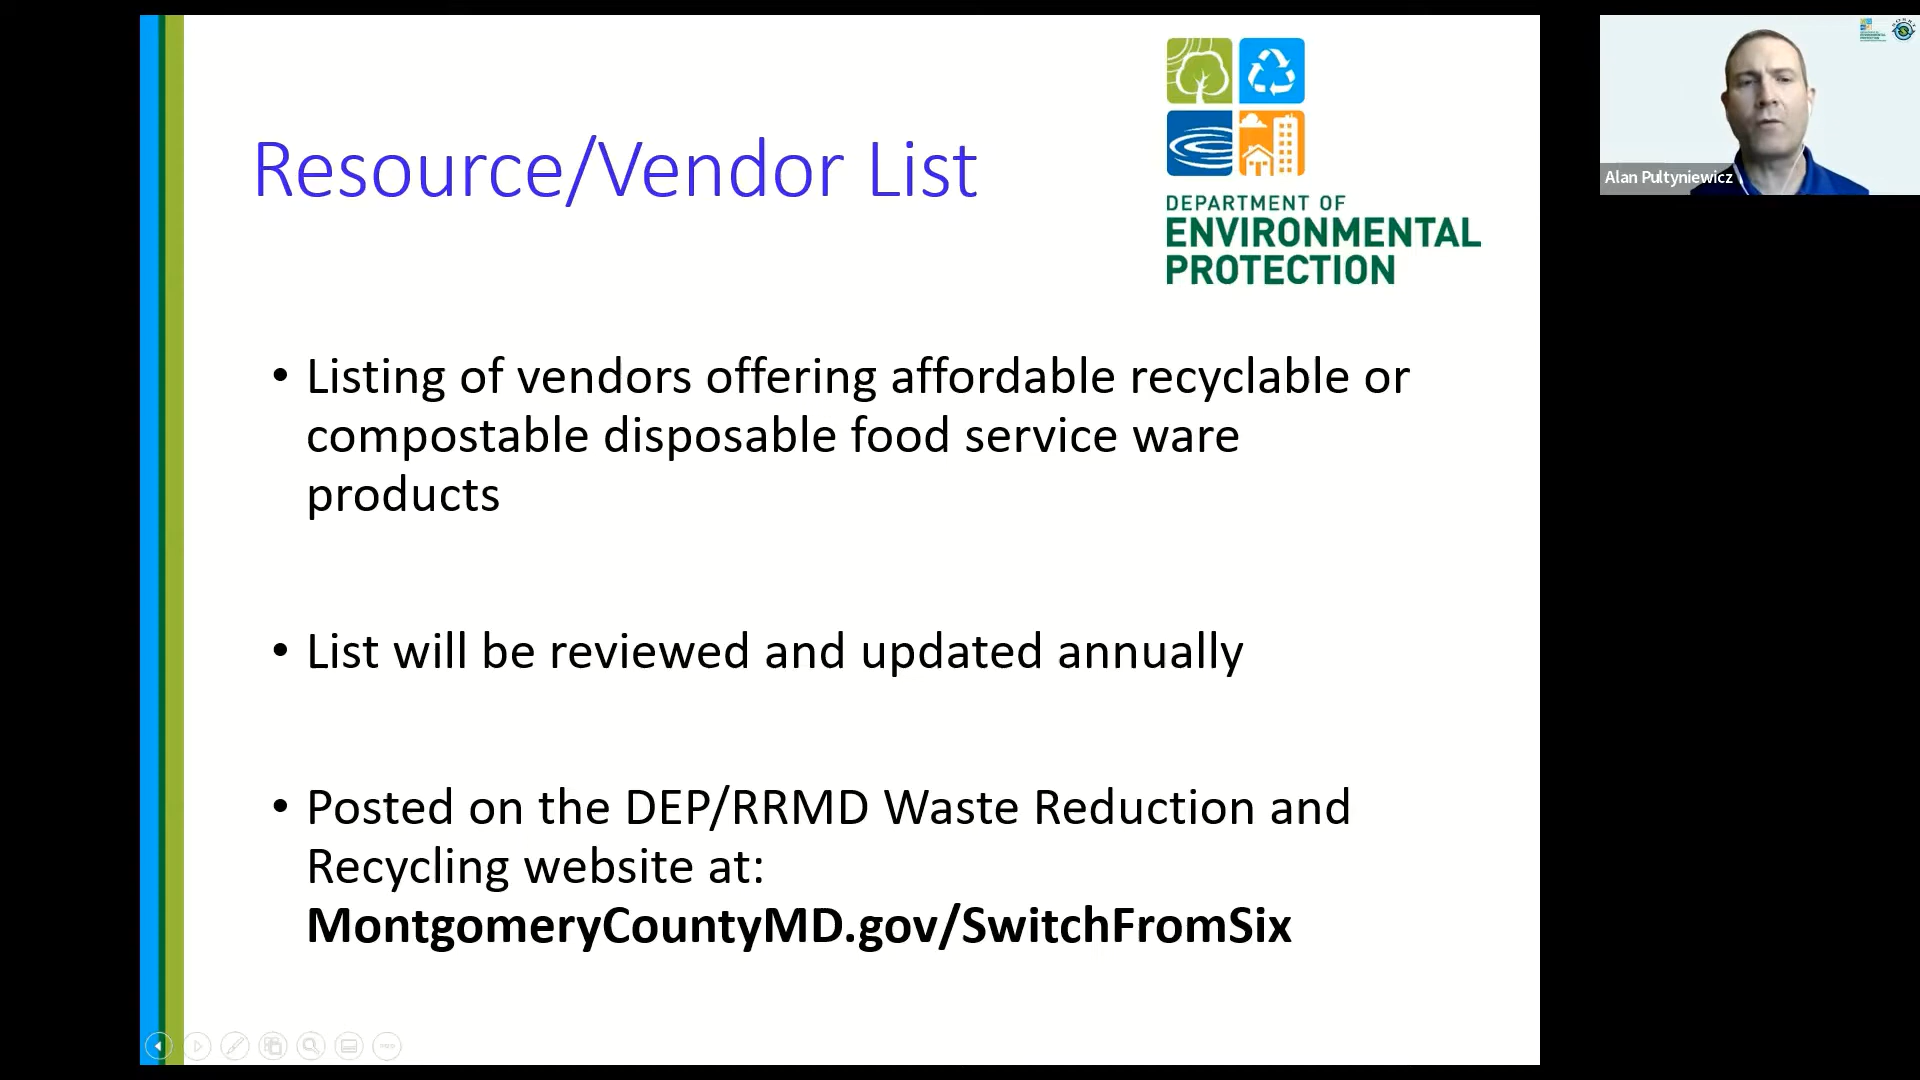 Resource/Vendor List
DEPARTMENT OF
ENVIRONMENTAL
PROTECTION
Alan Pultyniewicz
• Listing of vendors offering affordable recyclable or
compostable disposable food service ware
products
• List will be reviewed and updated annually
• Posted on the DEP/RRMD Waste Reduction and
Recycling website at:
MontgomeryCountyMD.gov/SwitchFromSix